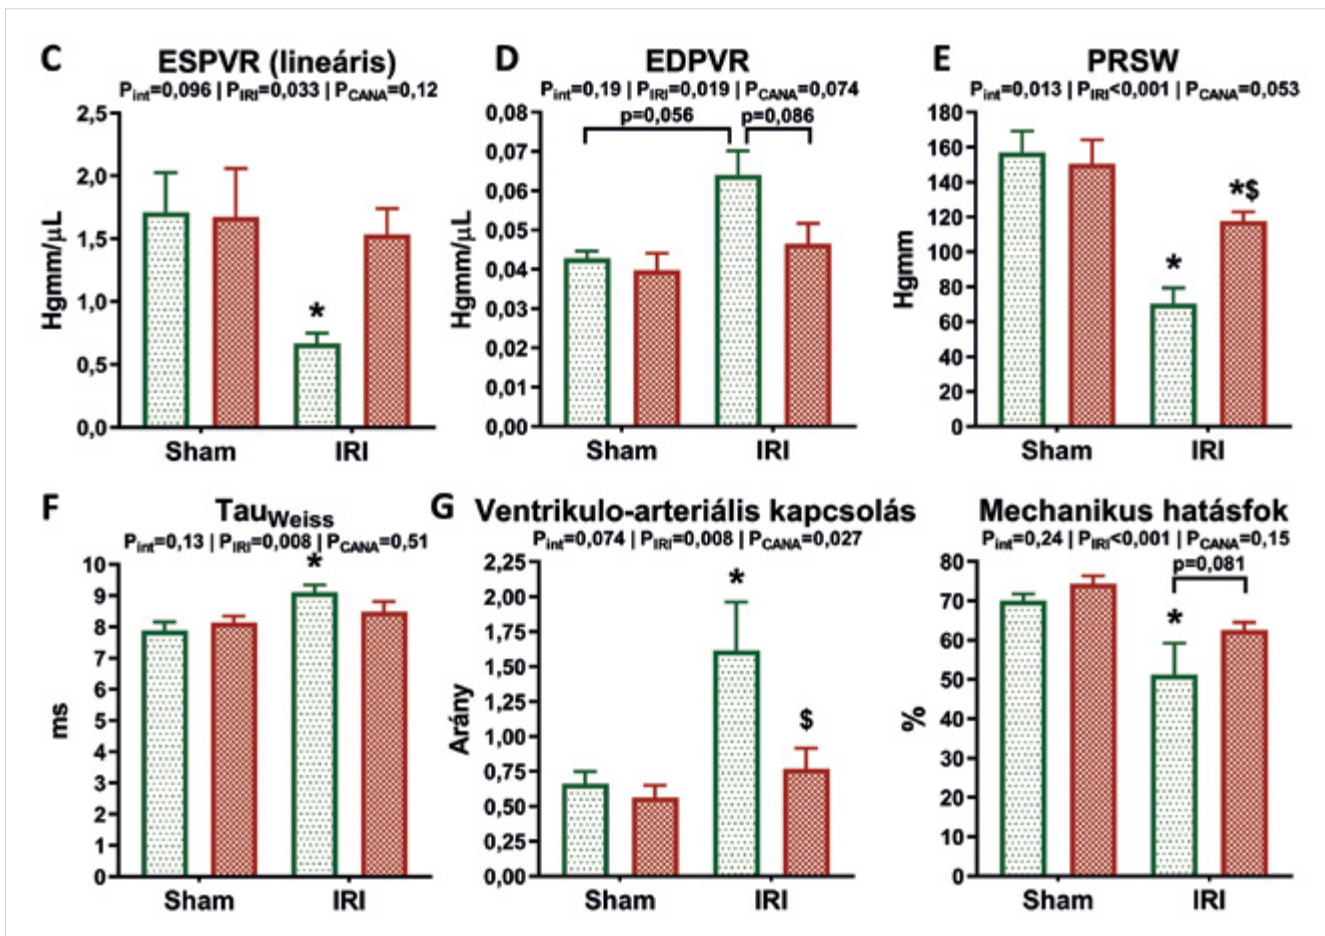 C ESPVR (lineáris)
Pint=0,096 | PIRI=0,033 | PCANA=0,12
2,5
2,0
1,5
1,0
0,5
0,0
Hgmm/µL
*
Sham IRI
D EDPVR
Pint=0,19 | PIRI=0,019 | PCANA=0,074
p=0,056 p=0,086
0,08
0,07
0,06
0,05
0,04
0,03
0,02
0,01
0,00
Hgmm/µL
Sham IRI
E PRSW
Pint=0,013 | PIRI<0,001 | PCANA=0,053
180
160
140
120
100
80
60
40
20
0
Hgmm
*
*$
Sham IRI
F TauWeiss
Pint=0,13 | PIRI=0,008 | PCANA=0,51
10
9
8
7
6
5
4
3
2
1
0
ms
*
Sham IRI
G Ventrikulo-arteriális kapcsolás
Pint=0,074 | PIRI=0,008 | PCANA=0,027
2,25
2,00
1,75
1,50
1,25
1,00
0,75
0,50
0,25
0,00
Arány
*
$
Sham IRI
Mechanikus hatásfok
Pint=0,24 | PIRI<0,001 | PCANA=0,15
p=0,081
80
70
60
50
40
30
20
10
0
%
*
Sham IRI